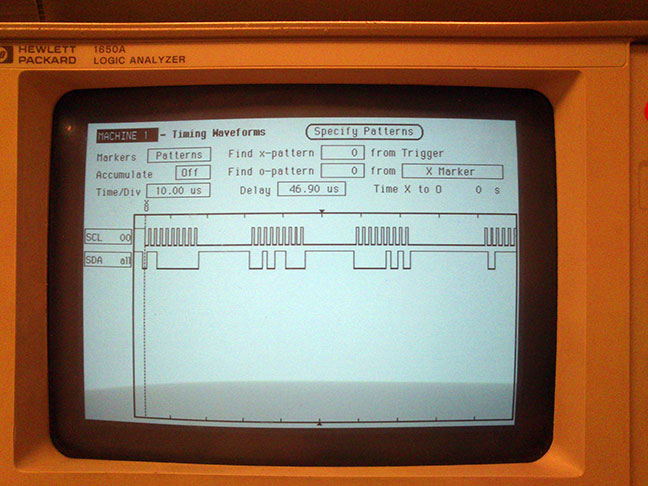 hp HEWLETT PACKARD 1650A LOGIC ANALYZER
MACHINE 1 - Timing Waveforms Specify Patterns
Markers Patterns Find x-pattern 0 from Trigger
Accumulate Off Find o-pattern 0 from X Marker
Time/Div 10.00 us Delay 46.90 us Time X to O 0 s
X
O
SCL 00
SDA all